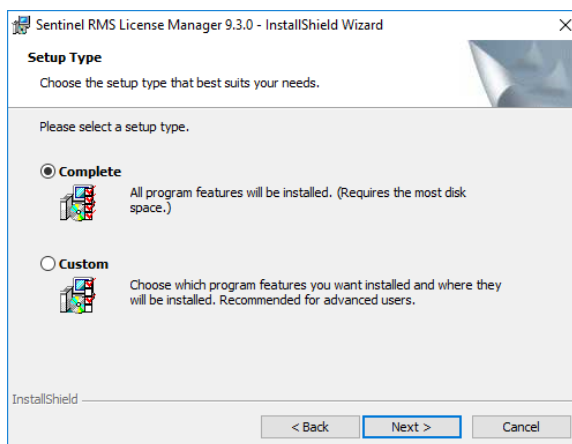 Sentinel RMS License Manager 9.3.0 - InstallShield Wizard
Setup Type
Choose the setup type that best suits your needs.
Please select a setup type.
Complete
All program features will be installed. (Requires the most disk
space.)
Custom
Choose which program features you want installed and where they
will be installed. Recommended for advanced users.
InstallShield
< Back
Next >
Cancel